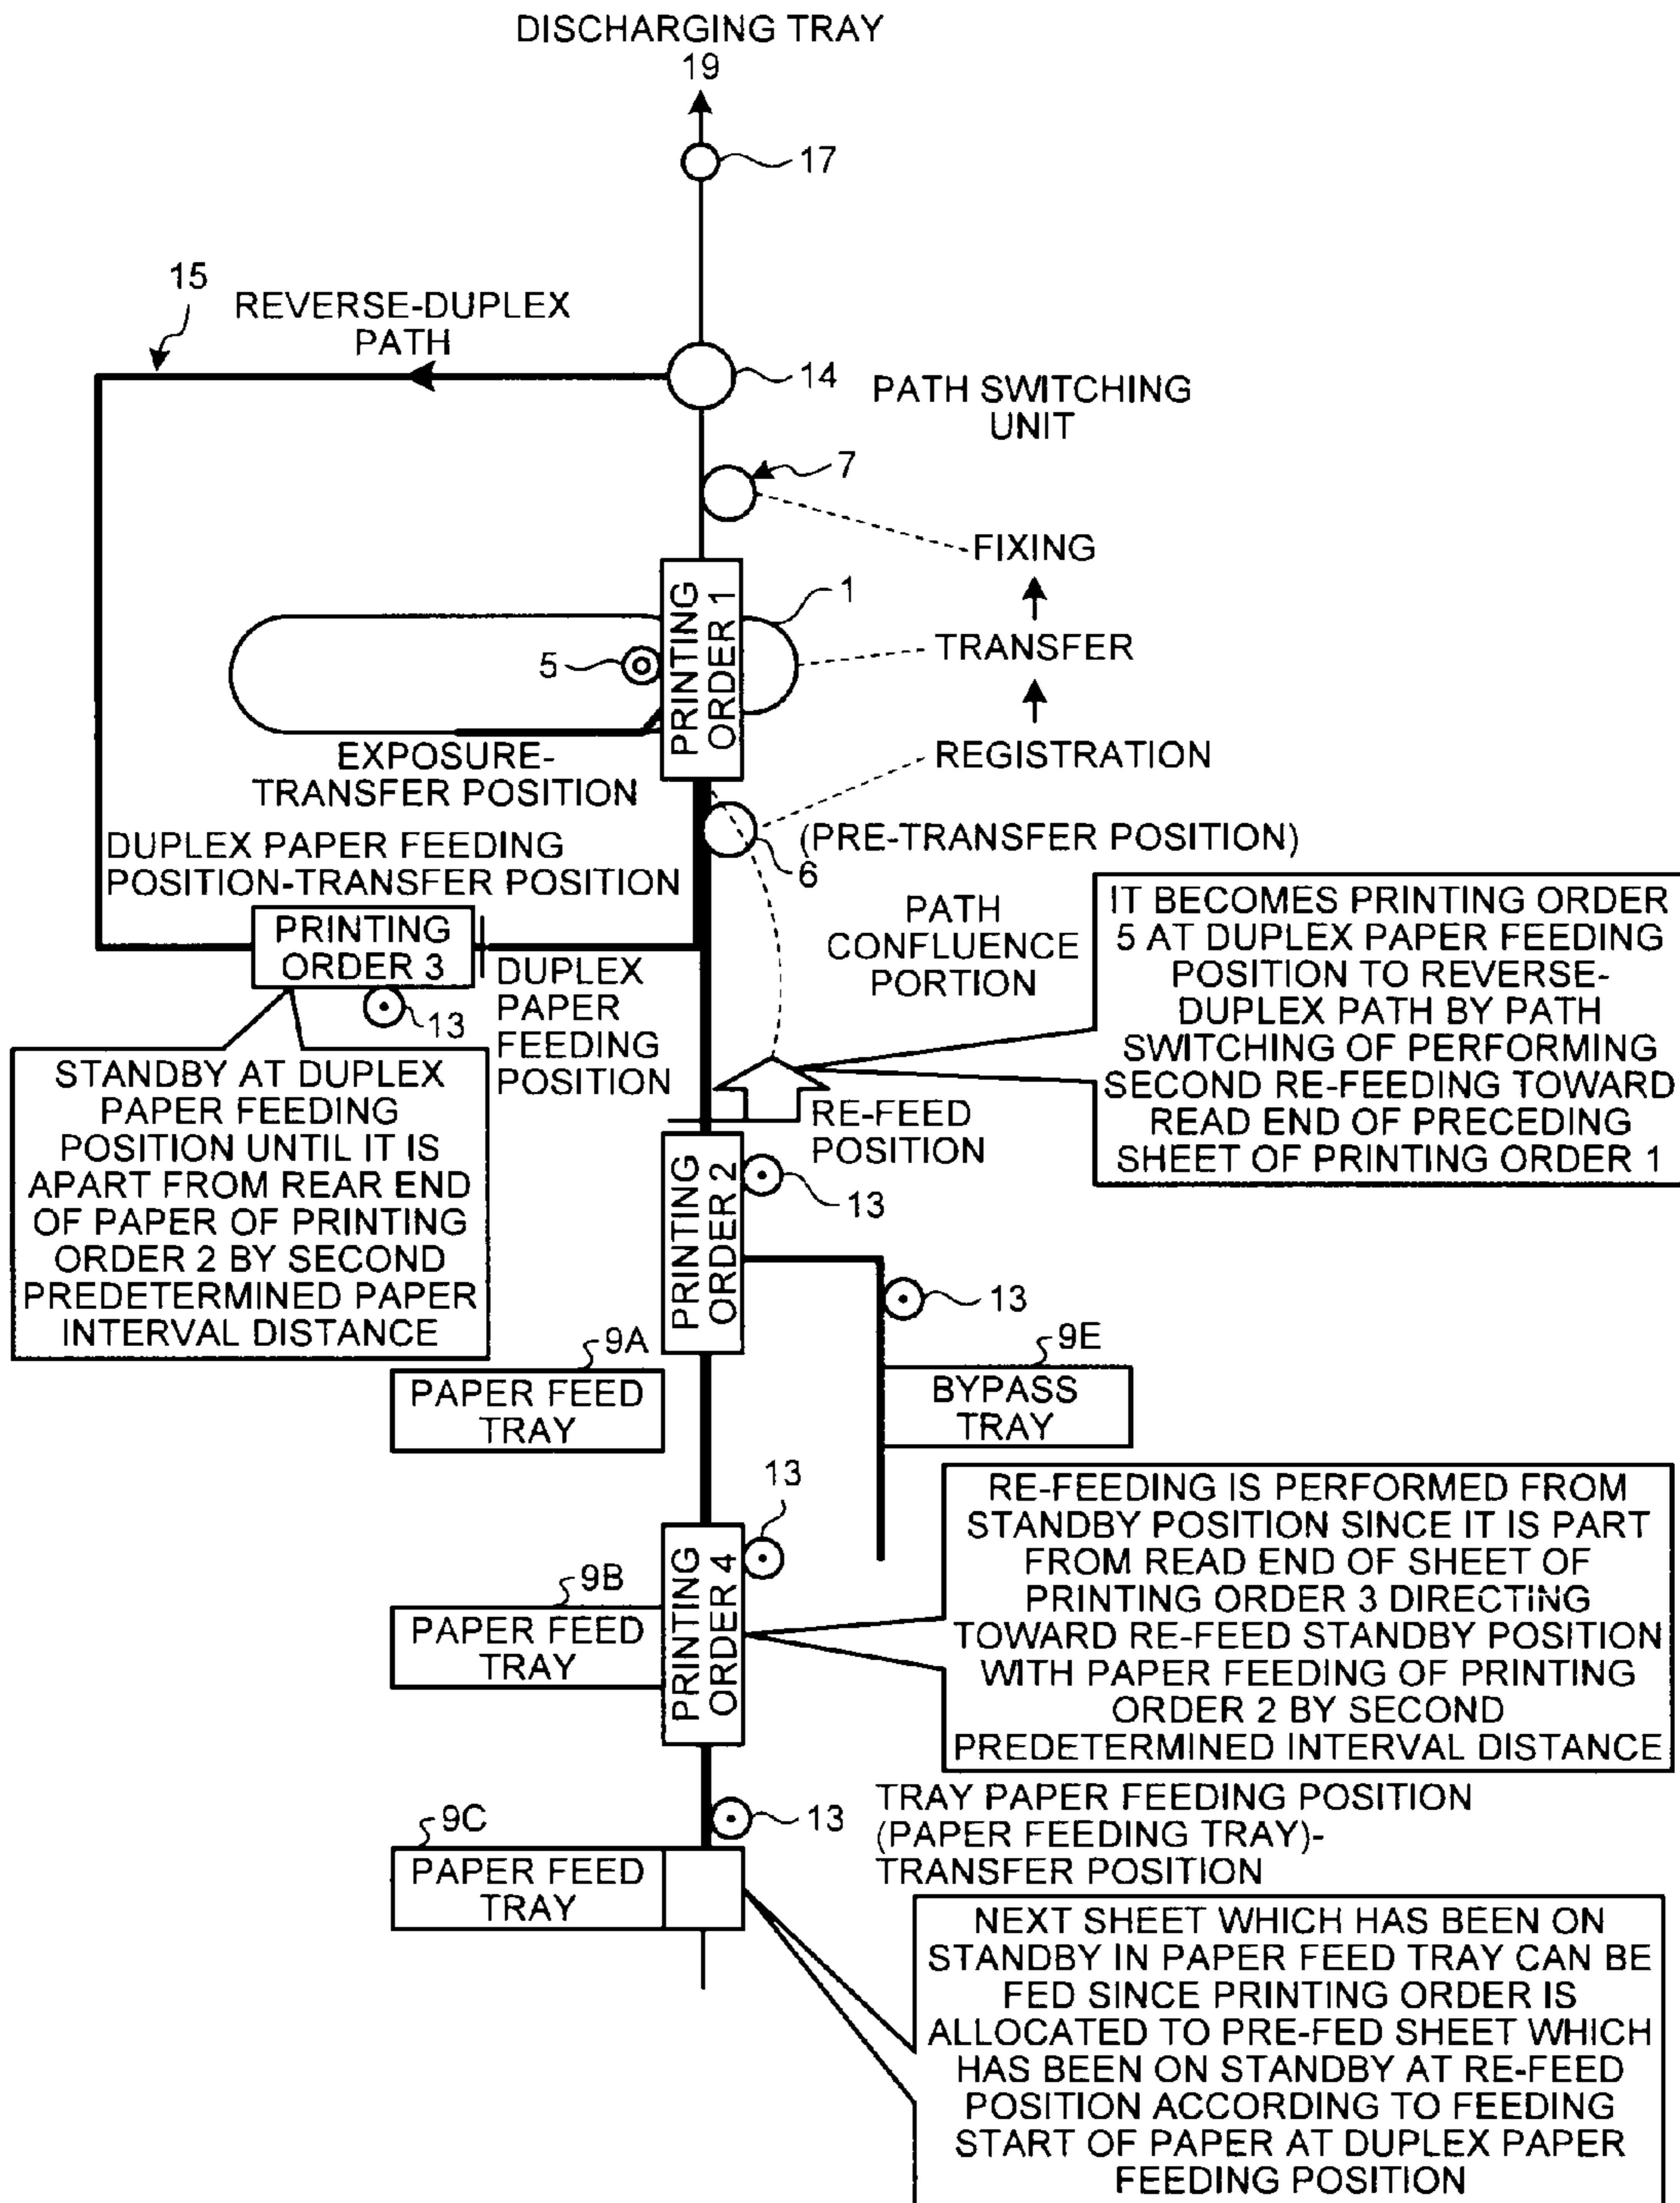 DISCHARGING TRAY
19
17
15
REVERSE-DUPLEX
PATH
14
PATH SWITCHING
UNIT
7
FIXING
PRINTING
ORDER 1
1
5
TRANSFER
EXPOSURE-
TRANSFER POSITION
REGISTRATION
(PRE-TRANSFER POSITION)
6
DUPLEX PAPER FEEDING
POSITION-TRANSFER POSITION
PRINTING
ORDER 3
13
DUPLEX
PAPER
FEEDING
POSITION
PATH
CONFLUENCE
PORTION
IT BECOMES PRINTING ORDER
5 AT DUPLEX PAPER FEEDING
POSITION TO REVERSE-
DUPLEX PATH BY PATH
SWITCHING OF PERFORMING
SECOND RE-FEEDING TOWARD
READ END OF PRECEDING
SHEET OF PRINTING ORDER 1
STANDBY AT DUPLEX
PAPER FEEDING
POSITION UNTIL IT IS
APART FROM REAR END
OF PAPER OF PRINTING
ORDER 2 BY SECOND
PREDETERMINED PAPER
INTERVAL DISTANCE
RE-FEED
POSITION
PRINTING
ORDER 2
13
13
9A
PAPER FEED
TRAY
9E
BYPASS
TRAY
13
PRINTING
ORDER 4
9B
PAPER FEED
TRAY
RE-FEEDING IS PERFORMED FROM
STANDBY POSITION SINCE IT IS PART
FROM READ END OF SHEET OF
PRINTING ORDER 3 DIRECTING
TOWARD RE-FEED STANDBY POSITION
WITH PAPER FEEDING OF PRINTING
ORDER 2 BY SECOND
PREDETERMINED INTERVAL DISTANCE
13
TRAY PAPER FEEDING POSITION
(PAPER FEEDING TRAY)-
TRANSFER POSITION
9C
PAPER FEED
TRAY
NEXT SHEET WHICH HAS BEEN ON
STANDBY IN PAPER FEED TRAY CAN BE
FED SINCE PRINTING ORDER IS
ALLOCATED TO PRE-FED SHEET WHICH
HAS BEEN ON STANDBY AT RE-FEED
POSITION ACCORDING TO FEEDING
START OF PAPER AT DUPLEX PAPER
FEEDING POSITION